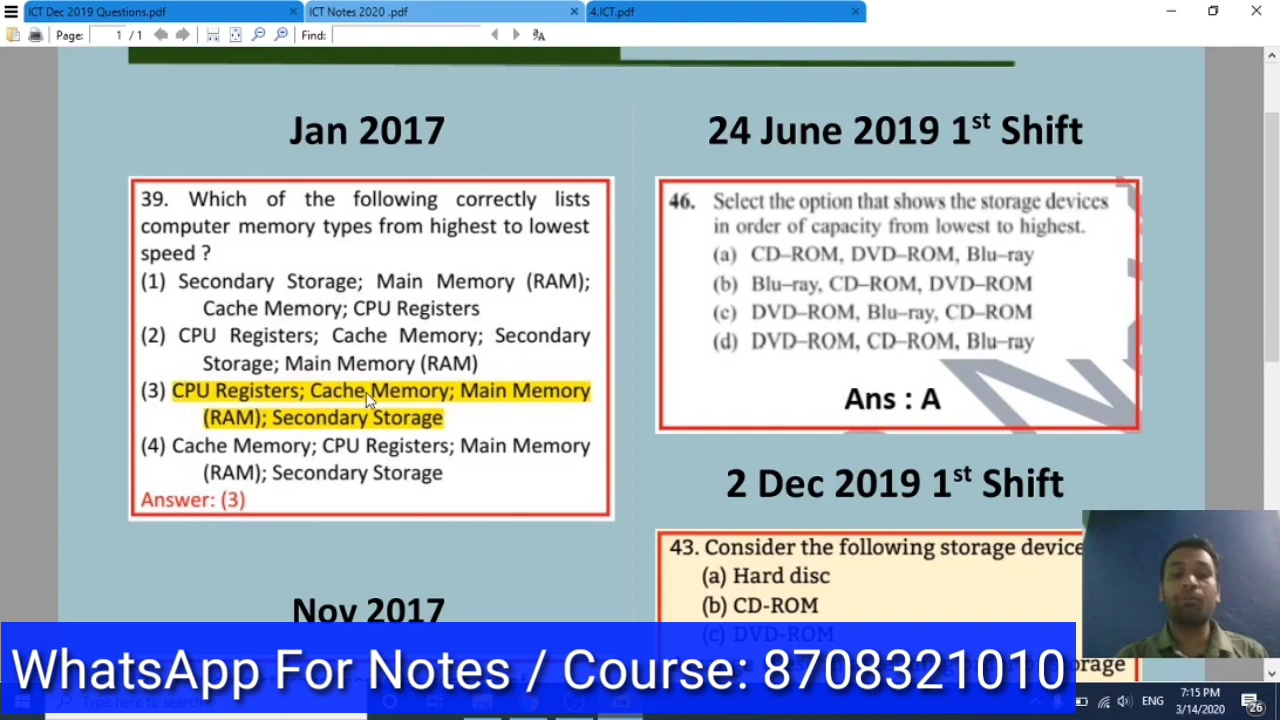 ICT Dec 2019 Questions.pdf
ICT Notes 2020 .pdf
4.ICT.pdf
Page: 1 / 1
Find:
Jan 2017
39. Which of the following correctly lists
computer memory types from highest to lowest
speed ?
(1) Secondary Storage; Main Memory (RAM);
Cache Memory; CPU Registers
(2) CPU Registers; Cache Memory; Secondary
Storage; Main Memory (RAM)
(3) CPU Registers; Cache Memory; Main Memory
(RAM); Secondary Storage
(4) Cache Memory; CPU Registers; Main Memory
(RAM); Secondary Storage
Answer: (3)
Nov 2017
24 June 2019 1st Shift
46. Select the option that shows the storage devices
in order of capacity from lowest to highest.
(a) CD–ROM, DVD–ROM, Blu–ray
(b) Blu–ray, CD–ROM, DVD–ROM
(c) DVD–ROM, Blu–ray, CD–ROM
(d) DVD–ROM, CD–ROM, Blu–ray
Ans : A
2 Dec 2019 1st Shift
43. Consider the following storage device
(a) Hard disc
(b) CD-ROM
(c) DVD-ROM
WhatsApp For Notes / Course: 8708321010
Type here to search
ENG
7:15 PM
3/14/2020
26